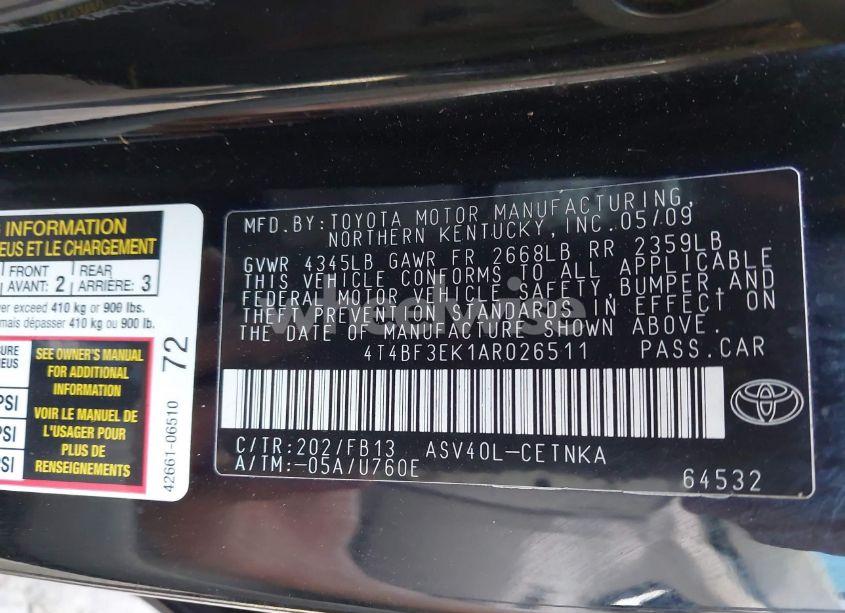 INFORMATION
EUS ET LE CHARGEMENT
FRONT
AVANT: 2
REAR
ARRIÈRE: 3
er exceed 410 kg or 900 lbs.
mais dépasser 410 kg ou 900 lb.
SURE
NEUS
PSI
PSI
PSI
SEE OWNER'S MANUAL
FOR ADDITIONAL
INFORMATION
VOIR LE MANUEL DE
L'USAGER POUR
PLUS DE
RENSEIGNEMENTS
72
42661-06510
MFD.BY:TOYOTA MOTOR MANUFACTURING,
NORTHERN KENTUCKY, INC.05/09
GVWR 4345LB GAWR FR 2668LB RR 2359LB
THIS VEHICLE CONFORMS TO ALL APPLICABLE
FEDERAL MOTOR VEHICLE SAFETY,BUMPER,AND
THEFT PREVENTION STANDARDS IN EFFECT ON
THE DATE OF MANUFACTURE SHOWN ABOVE.
4T4BF3EK1AR026511 PASS.CAR
C/TR:202/FB13 ASV40L-CETNKA
A/TM:-05A/U760E
64532